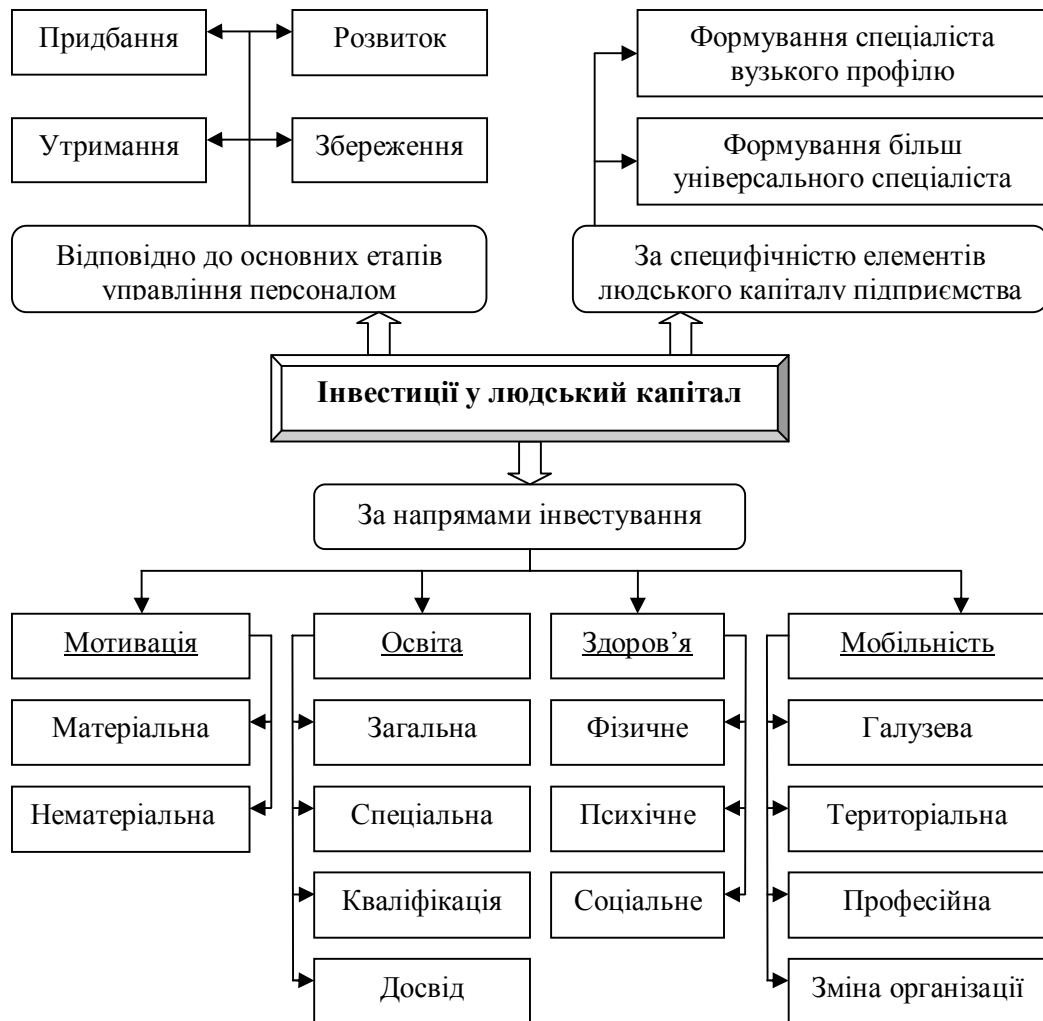 Придбання
Розвиток
Утримання
Збереження
Відповідно до основних етапів
управління персоналом
Формування спеціаліста
вузького профілю
Формування більш
універсального спеціаліста
За специфічністю елементів
людського капіталу підприємства
Інвестиції у людський капітал
За напрямами інвестування
Мотивація
Матеріальна
Нематеріальна
Освіта
Загальна
Спеціальна
Кваліфікація
Досвід
Здоров’я
Фізичне
Психічне
Соціальне
Мобільність
Галузева
Територіальна
Професійна
Зміна організації